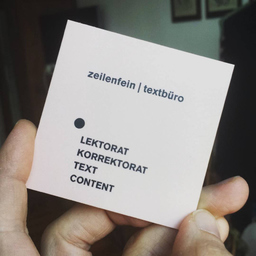 zeilenfein | textbüro
LEKTORAT
KORREKTORAT
TEXT
CONTENT